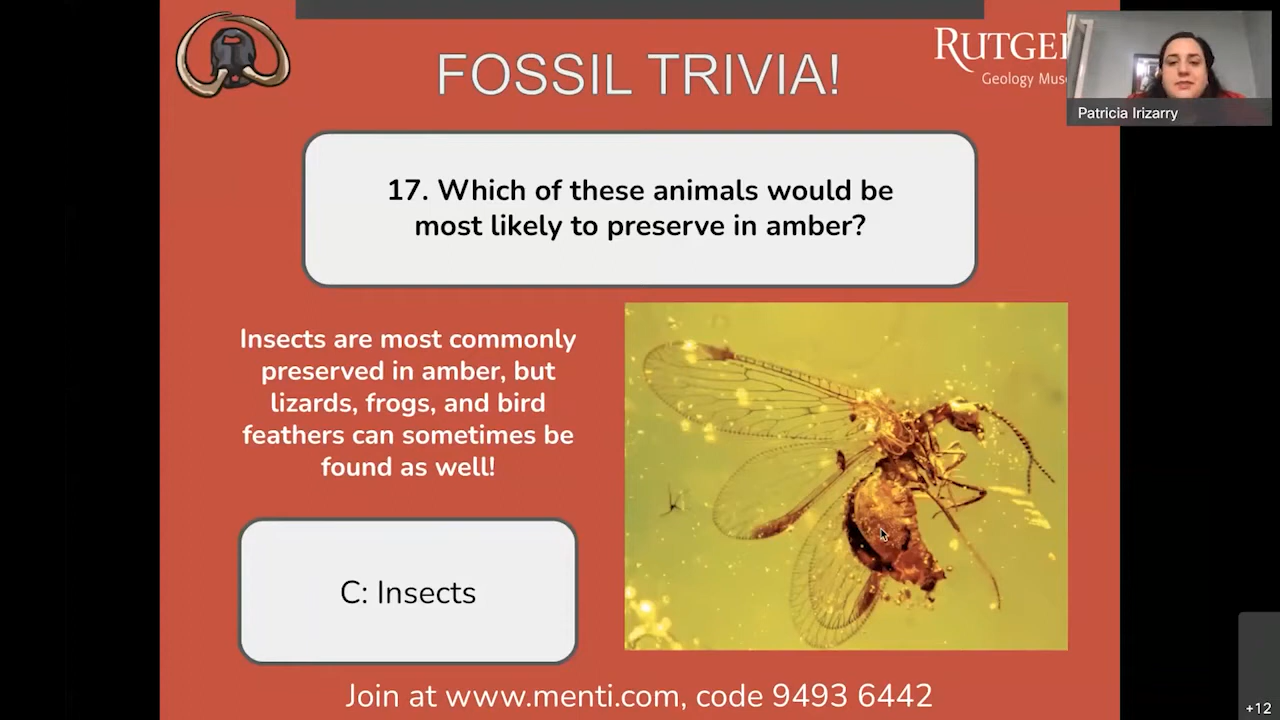 FOSSIL TRIVIA!
RUTGE
Geology Mus
Patricia Irizarry
17. Which of these animals would be
most likely to preserve in amber?
Insects are most commonly
preserved in amber, but
lizards, frogs, and bird
feathers can sometimes be
found as well!
C: Insects
Join at www.menti.com, code 9493 6442
+12